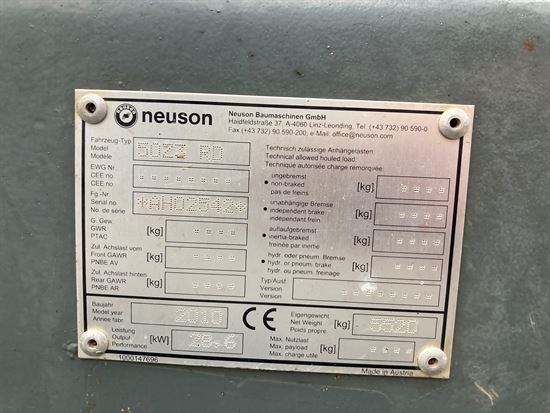 neuson
Neuson Baumaschinen GmbH
Haidfeldstraße 37, A-4060 Linz-Leonding, Tel. (+43 732) 90 590-0
Fax (+43 732) 90 590-200, e-Mail: office@neuson.com
Fahrzeug-Typ
Model
Modèle
5023 RD
EWG Nr.
CEE no.
CEE no.
Fg.-Nr.
Serial no.
No. de série
*AH02542*
G. Gew.
GWR
PTAC
[kg]
Zul. Achslast vorn
Front GAWR
PNBE AV
[kg]
Zul. Achslast hinten
Rear GAWR
PNBE AR
[kg]
Technisch zulässige Anhängelasten:
Technical allowed houled load:
Technique autorisée charge remorquée:
• ungebremst
non-braked
pas de freins
[kg]
• unabhängige Bremse
independent brake
indépendant frein
[kg]
• auflaufgebremst
inertia-braked
freinée par inertie
[kg]
• hydr. oder pneum. Bremse
hydr. or pneum. brake
hydr. ou pneum. freinage
[kg]
Typ/Ausf.
Version
Version
Baujahr
Model year
Année fabr.
2010
CE
Leistung
Output
Performance
[kW]
28,6
Eigengewicht
Net Weight
Poids propre
[kg]
5520
Max. Nutzlast
Max. payload
Max. charge utile
[kg]
1000147696
Made in Austria